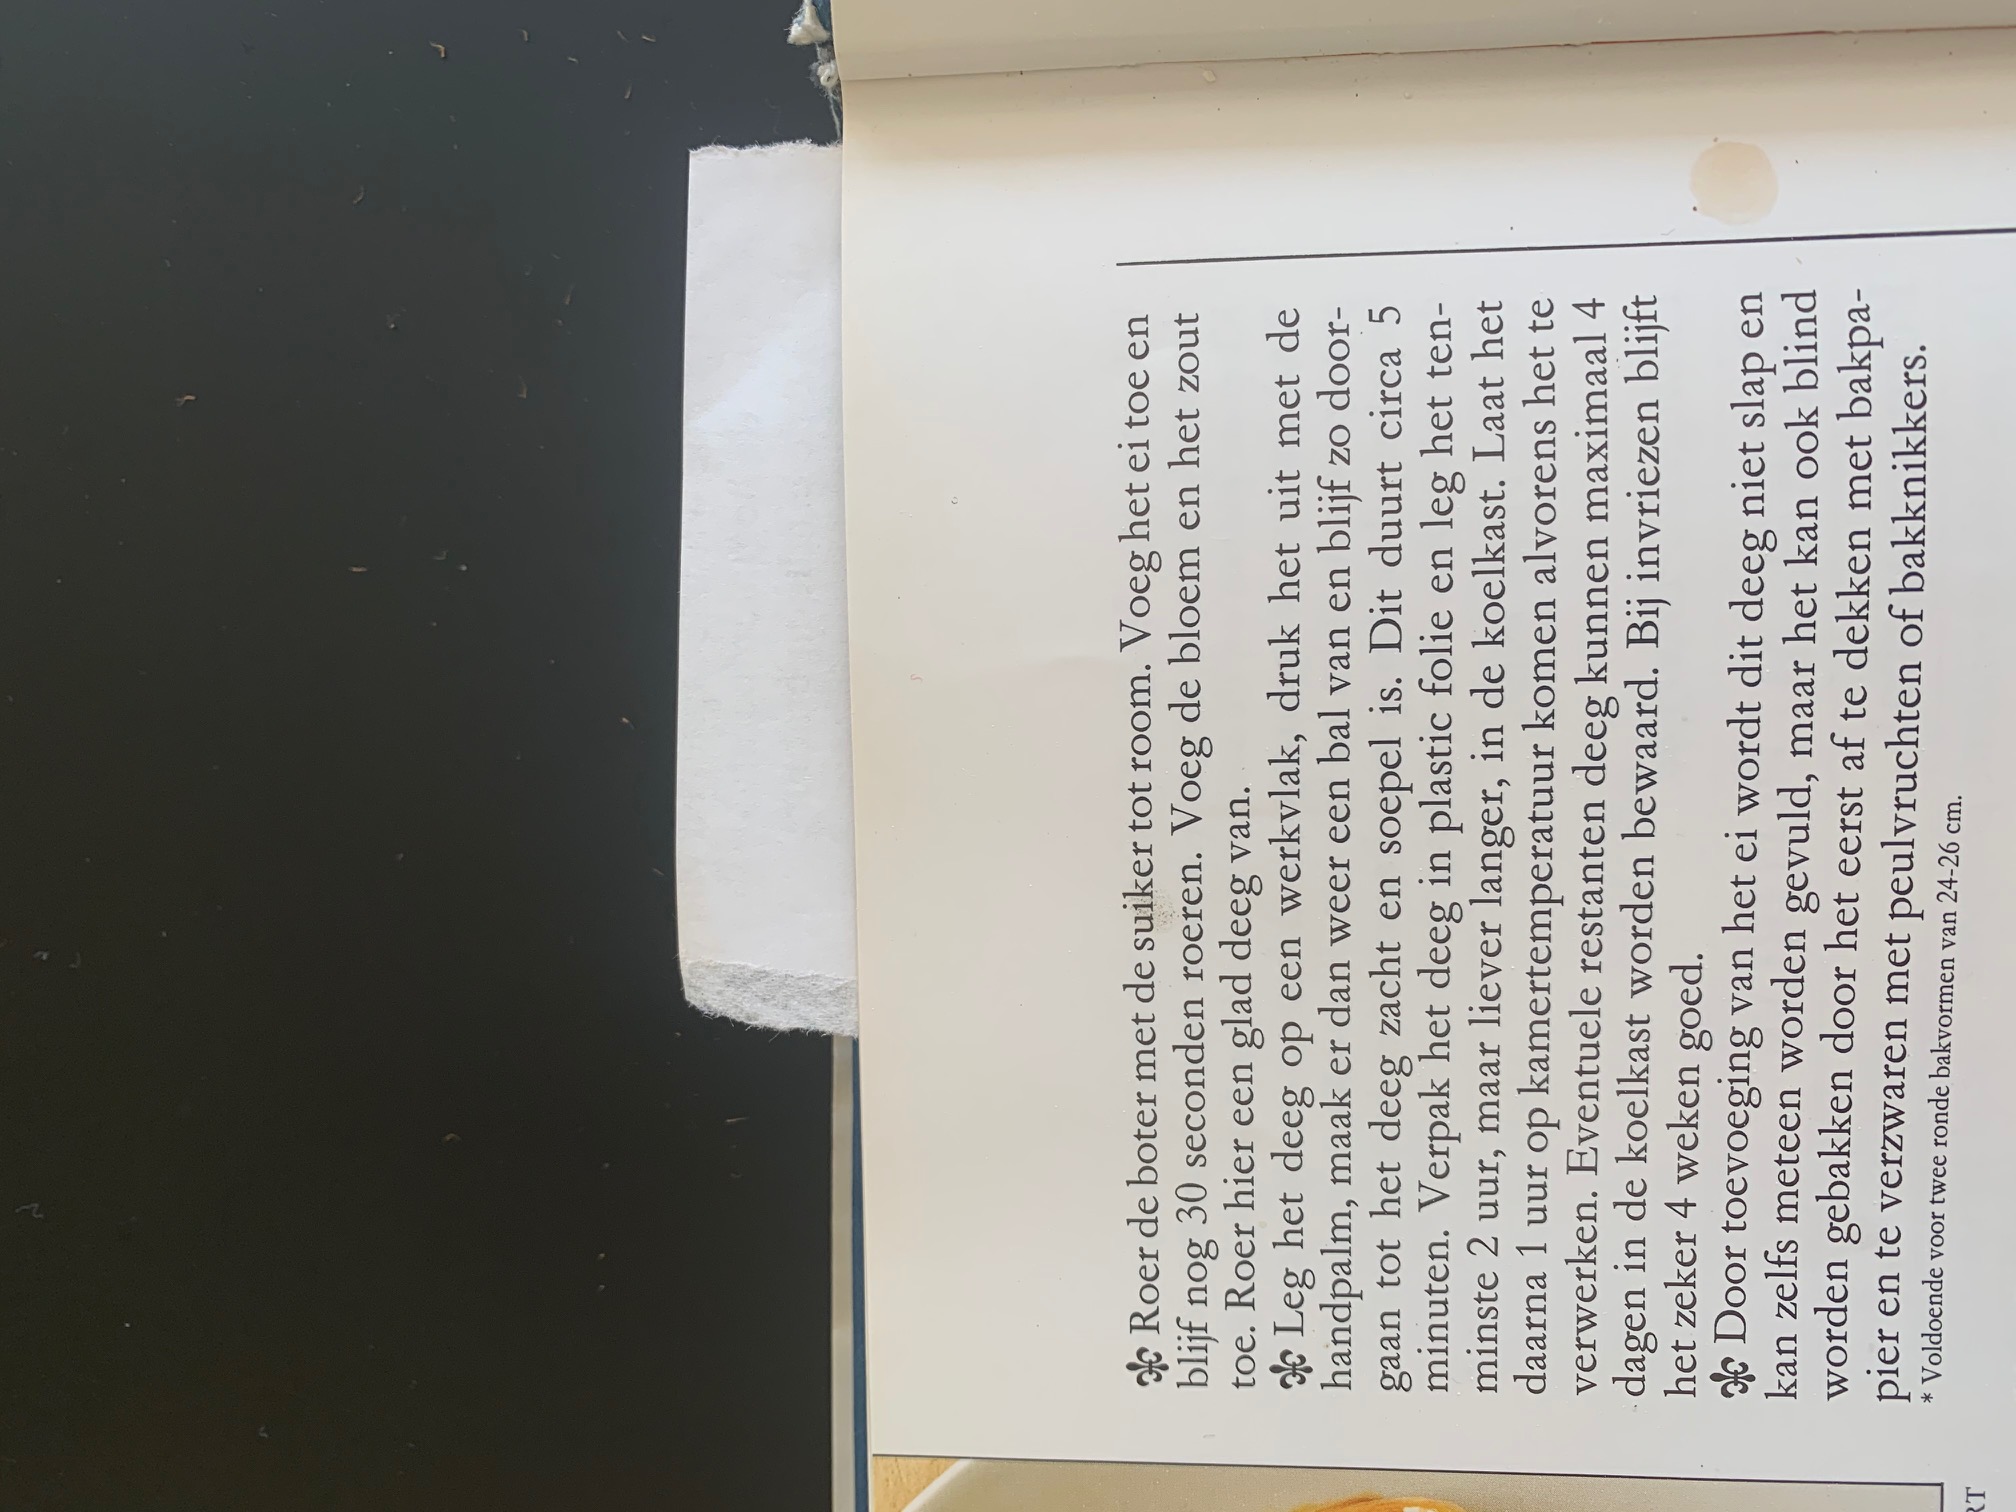 Roer de boter met de suiker tot room. Voeg het ei toe en
blijf nog 30 seconden roeren. Voeg de bloem en het zout
toe. Roer hier een glad deeg van.
Leg het deeg op een werkvlak, druk het uit met de
handpalm, maak er dan weer een bal van en blijf zo door-
gaan tot het deeg zacht en soepel is. Dit duurt circa 5
minuten. Verpak het deeg in plastic folie en leg het ten-
minste 2 uur, maar liever langer, in de koelkast. Laat het
daarna 1 uur op kamertemperatuur komen alvorens het te
verwerken. Eventuele restanten deeg kunnen maximaal 4
dagen in de koelkast worden bewaard. Bij invriezen blijft
het zeker 4 weken goed.
Door toevoeging van het ei wordt dit deeg niet slap en
kan zelfs meteen worden gevuld, maar het kan ook blind
worden gebakken door het eerst af te dekken met bakpa-
pier en te verzwaren met peulvruchten of bakknikkers.
* Voldoende voor twee ronde bakvormen van 24-26 cm.
RT